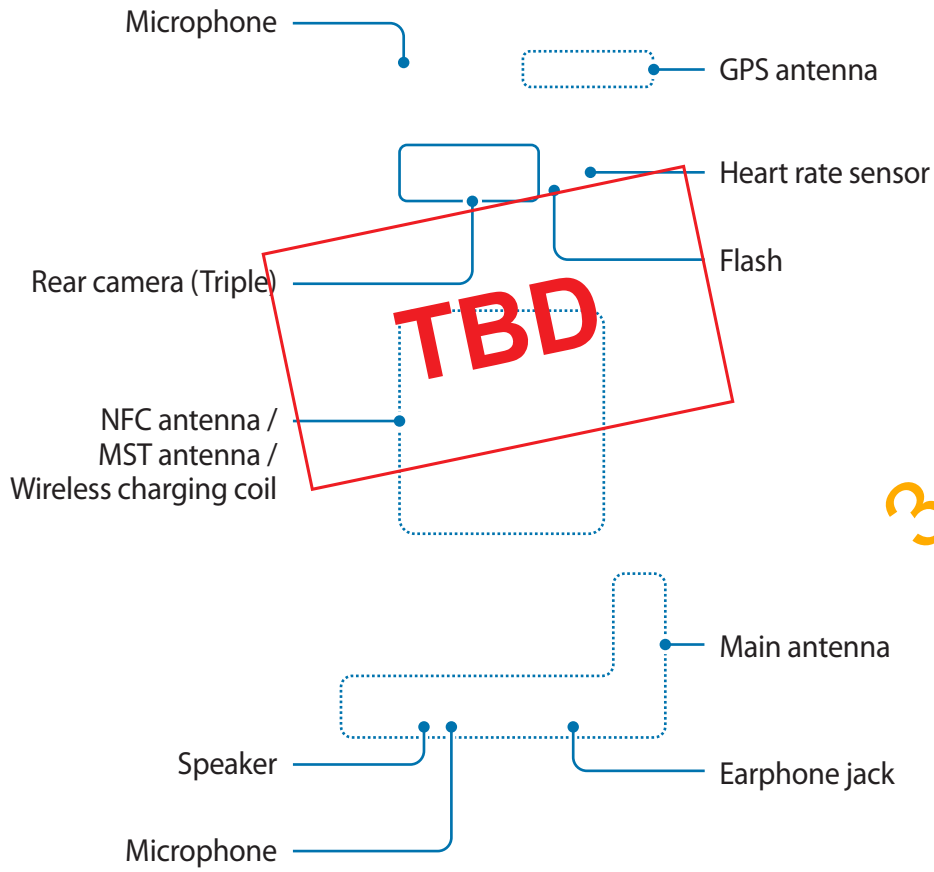 Microphone
GPS antenna
Heart rate sensor
Flash
Rear camera (Triple)
TBD
NFC antenna /
MST antenna /
Wireless charging coil
Main antenna
Speaker
Earphone jack
Microphone